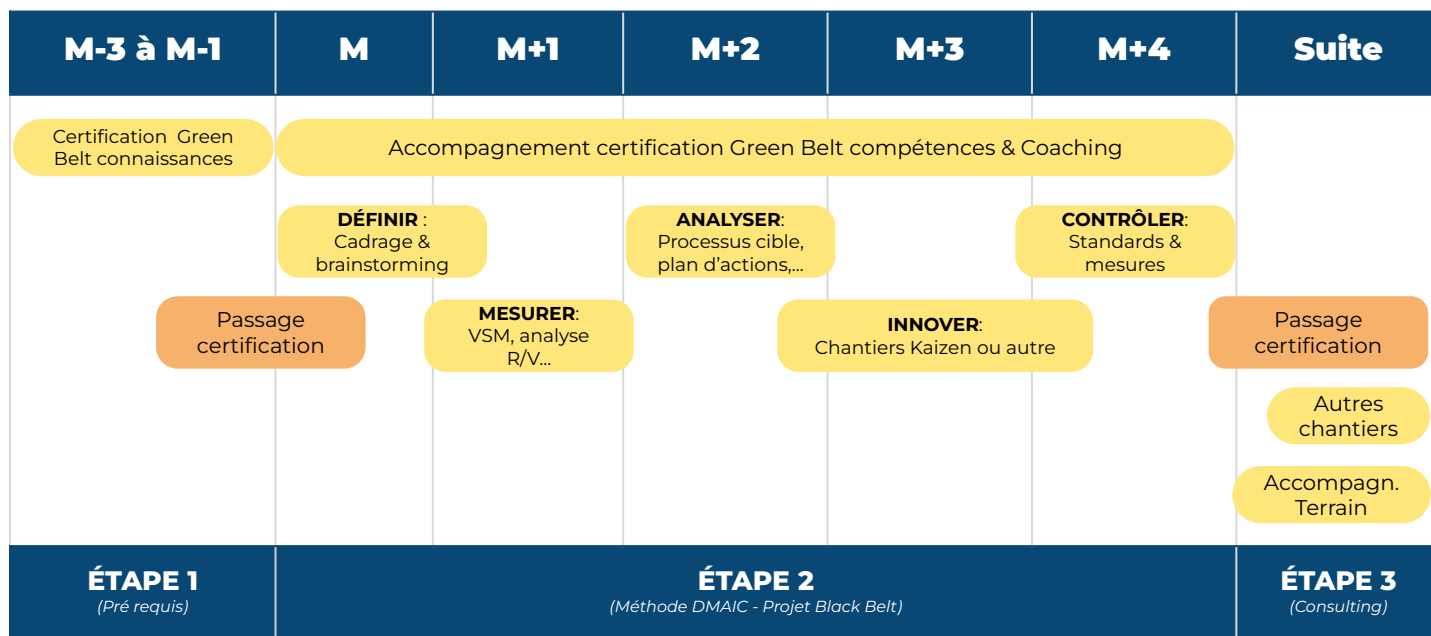 M-3 à M-1
M
M+1
M+2
M+3
M+4
Suite
Certification Green
Belt connaissances
Accompagnement certification Green Belt compétences & Coaching
DÉFINIR :
Cadrage &
brainstorming
ANALYSER:
Processus cible,
plan d’actions,...
CONTRÔLER:
Standards &
mesures
Passage
certification
MESURER:
VSM, analyse
R/V...
INNOVER:
Chantiers Kaizen ou autre
Passage
certification
Autres
chantiers
Accompagn.
Terrain
ÉTAPE 1
(Pré requis)
ÉTAPE 2
(Méthode DMAIC - Projet Black Belt)
ÉTAPE 3
(Consulting)